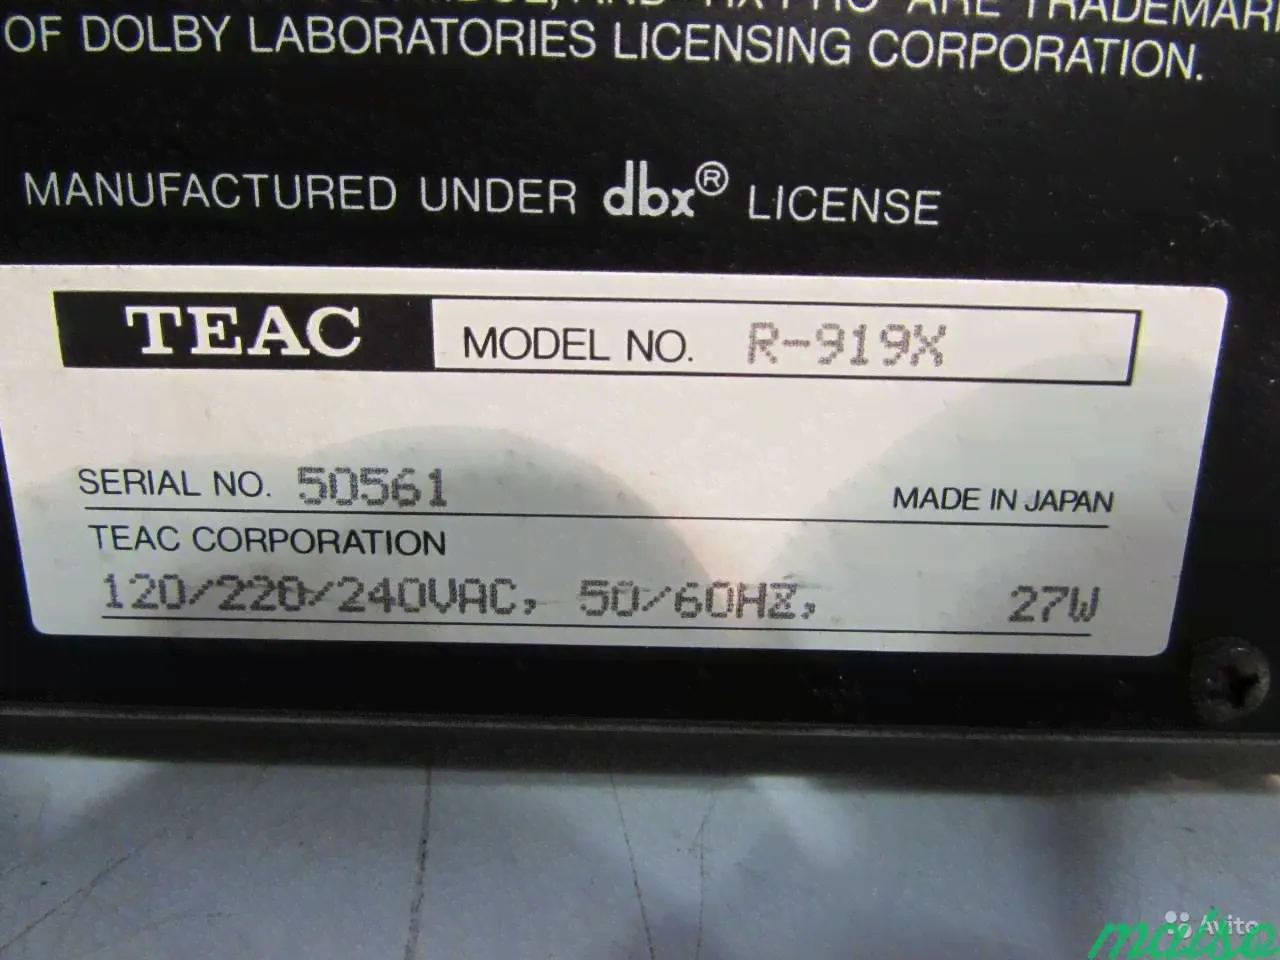 OF DOLBY LABORATORIES LICENSING CORPORATION.
MANUFACTURED UNDER dbx® LICENSE
TEAC MODEL NO. R-919X
SERIAL NO. 50561 MADE IN JAPAN
TEAC CORPORATION
120/220/240VAC, 50/60HZ, 27W
Avito